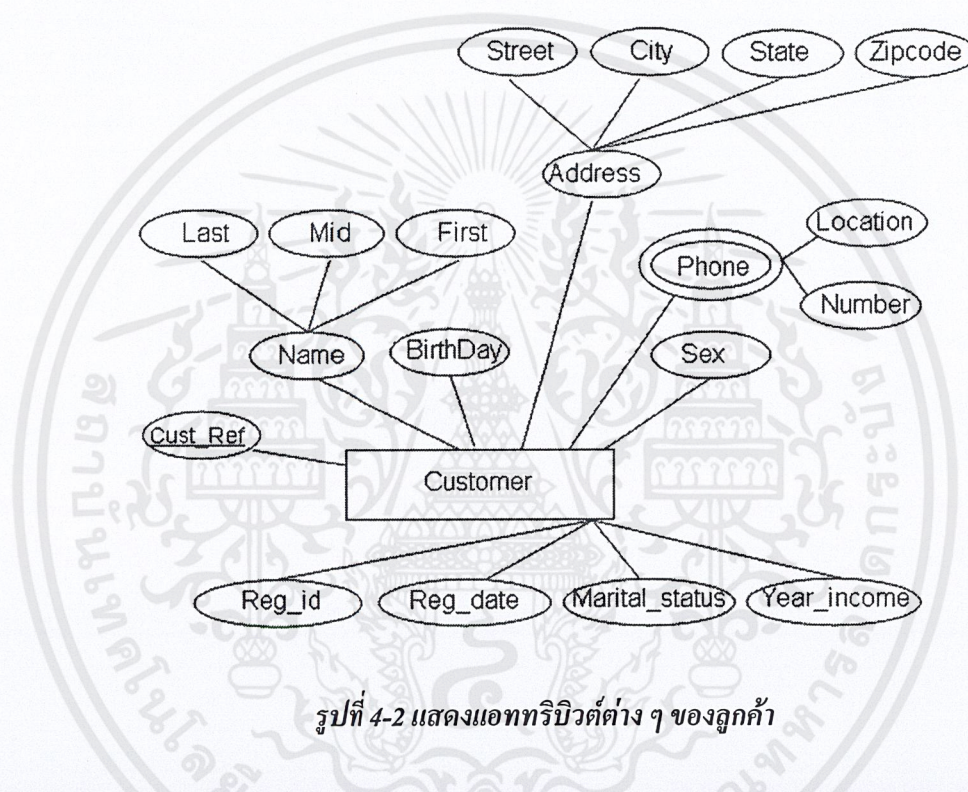 Street City State Zipcode
Address
Location
Last Mid First
Phone
Number
Name BirthDay Sex
Cust_Ref
Customer
Reg_id Reg_date Marital_status Year_income
รูปที่ 4-2 แสดงแอททริบิวต์ต่าง ๆ ของลูกค้า